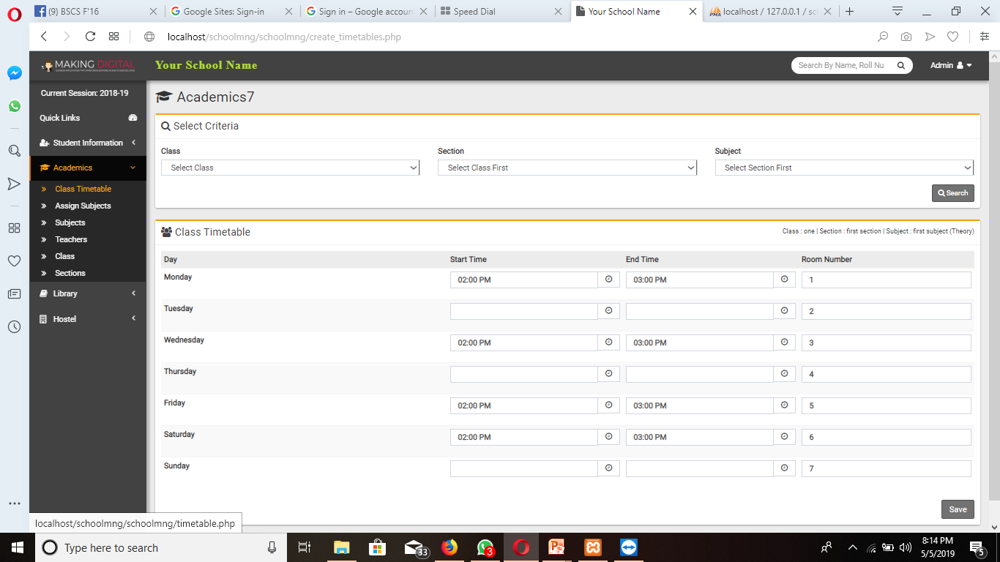 (9) BSCS F'16
Google Sites: Sign-in
Sign in – Google accoun
Speed Dial
Your School Name
localhost / 127.0.0.1 / sc
localhost/schoolmng/schoolmng/create_timetables.php
MAKING DIGITAL
Your School Name
Search By Name, Roll Nu
Admin
Current Session: 2018-19
Quick Links
Student Information
Academics
Class Timetable
Assign Subjects
Subjects
Teachers
Class
Sections
Library
Hostel
Academics7
Select Criteria
Class
Section
Subject
Select Class
Select Class First
Select Section First
Search
Class Timetable
Class : one | Section : first section | Subject : first subject (Theory)
Day Start Time End Time Room Number
Monday 02:00 PM 03:00 PM 1
Tuesday 2
Wednesday 02:00 PM 03:00 PM 3
Thursday 4
Friday 02:00 PM 03:00 PM 5
Saturday 02:00 PM 03:00 PM 6
Sunday 7
Save
localhost/schoolmng/schoolmng/timetable.php
Type here to search
33
3
8:14 PM
5/5/2019
5